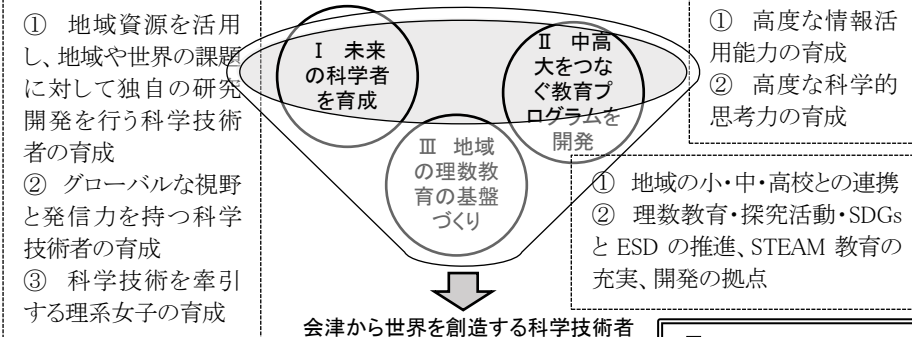 ① 地域資源を活用
し、地域や世界の課題
に対して独自の研究
開発を行う科学技術
者の育成
② グローバルな視野
と発信力を持つ科学
技術者の育成
③ 科学技術を牽引
する理系女子の育成
Ⅰ 未来
の科学者
を育成
Ⅱ 中高
大をつな
ぐ教育プ
ログラムを
開発
Ⅲ 地域
の理数教
育の基盤
づくり
① 高度な情報活
用能力の育成
② 高度な科学的
思考力の育成
① 地域の小・中・高校との連携
② 理数教育・探究活動・SDGs
と ESD の推進、STEAM 教育の
充実、開発の拠点
会津から世界を創造する科学技術者